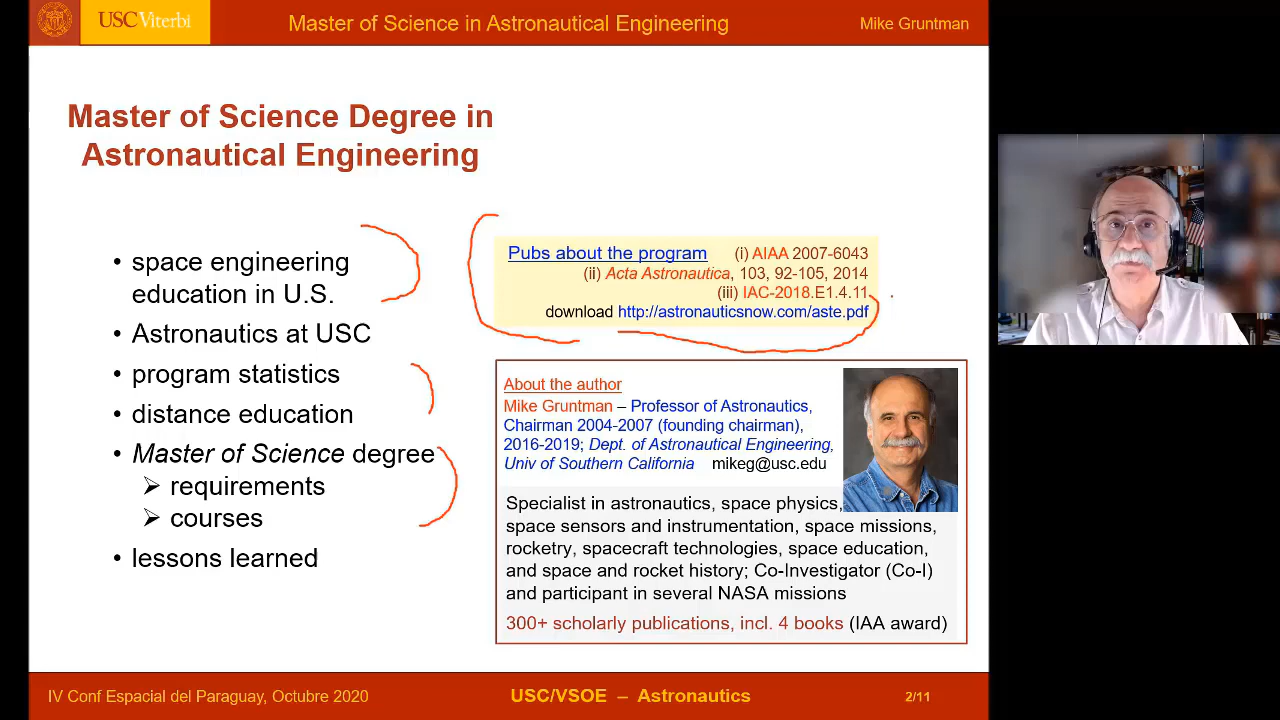 USC Viterbi
Master of Science in Astronautical Engineering
Mike Gruntman
Master of Science Degree in
Astronautical Engineering
• space engineering
education in U.S.
• Astronautics at USC
• program statistics
• distance education
• Master of Science degree
➢ requirements
➢ courses
• lessons learned
Pubs about the program (i) AIAA 2007-6043
(ii) Acta Astronautica, 103, 92-105, 2014
(iii) IAC-2018.E1.4.11
download http://astronauticsnow.com/aste.pdf
About the author
Mike Gruntman – Professor of Astronautics,
Chairman 2004-2007 (founding chairman),
2016-2019; Dept. of Astronautical Engineering,
Univ of Southern California mikeg@usc.edu
Specialist in astronautics, space physics,
space sensors and instrumentation, space missions,
rocketry, spacecraft technologies, space education,
and space and rocket history; Co-Investigator (Co-I)
and participant in several NASA missions
300+ scholarly publications, incl. 4 books (IAA award)
IV Conf Espacial del Paraguay, Octubre 2020
USC/VSOE – Astronautics
2/11